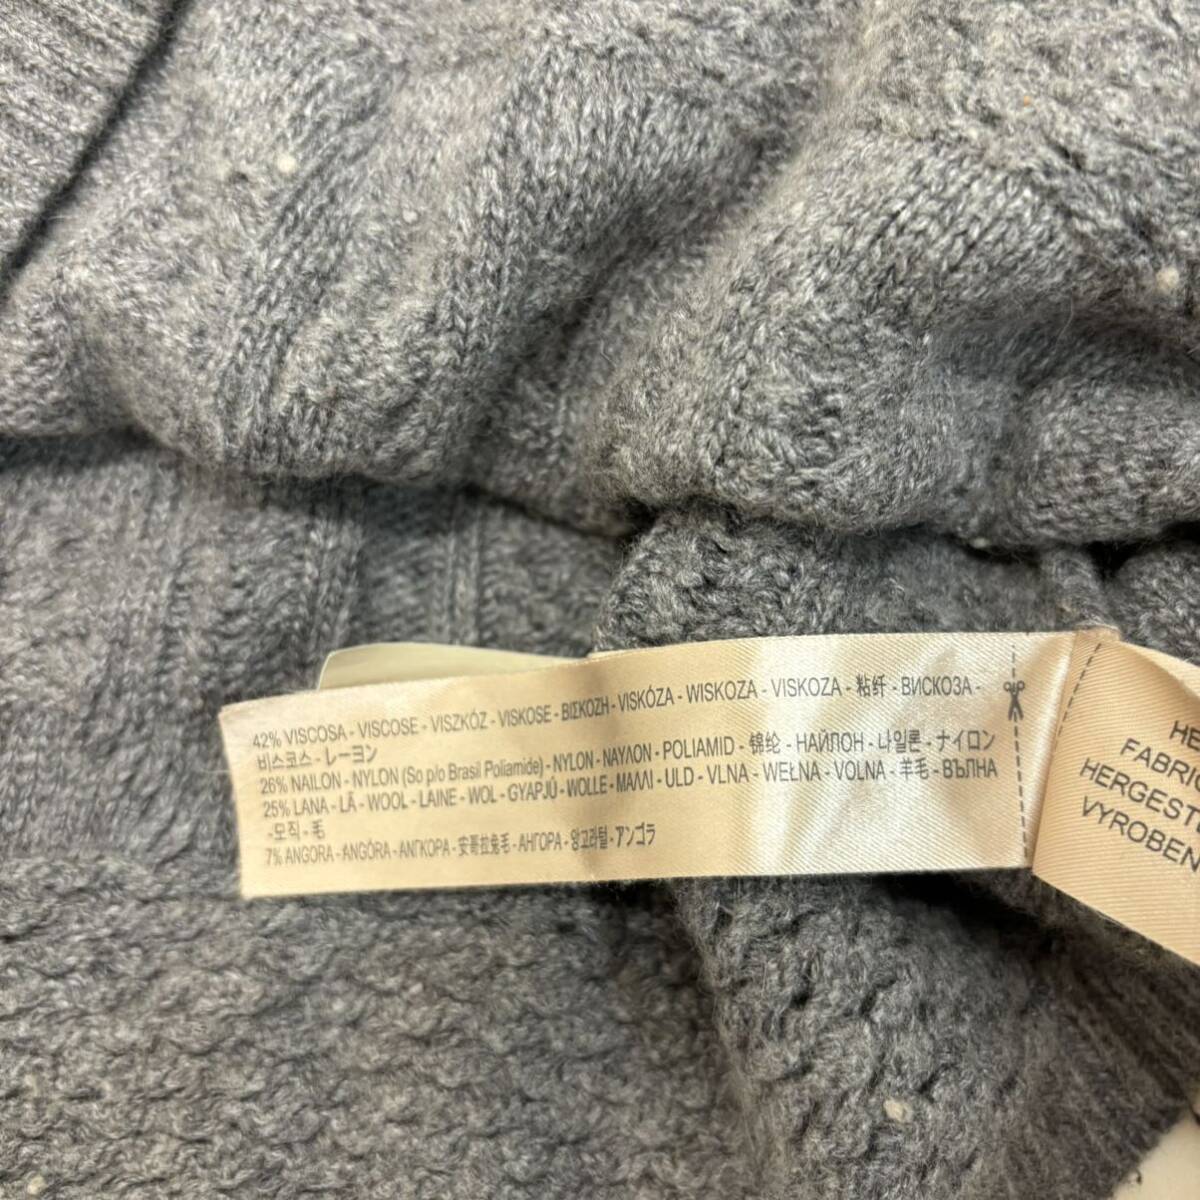 42% VISCOSA - VISCOSE - VISZKÓZ - VISKOSE - ΒΙΣΚΟΖΗ - VISKÓZA - WISKOZA - VISKOZA - 粘纤 - ВИСКОЗА -
비스코스 - レーヨン
26% NAILON - NYLON (So p/o Brasil Poliamide) - NYLON - ΝΑΥΛΟΝ - POLIAMID - 锦纶 - НАЙЛОН - 나일론 - ナイロン
25% LANA - LÃ - WOOL - LAINE - WOL - GYAPJÚ - WOLLE - ΜΑΛΛΙ - ULD - VLNA - WEŁNA - VOLNA - 羊毛 - ВЪЛНА
- 모직 - 毛
7% ANGORA - ANGÓRA - ΑΝΓΚΟΡΑ - 安哥拉兔毛 - АНГОРА - 앙고라털 - アンゴラ
HE
FABRI
HERGEST
VYROBEN